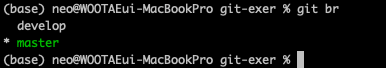 (base) neo@WOOTAEui-MacBookPro git-exer % git br
  develop
* master
(base) neo@WOOTAEui-MacBookPro git-exer %